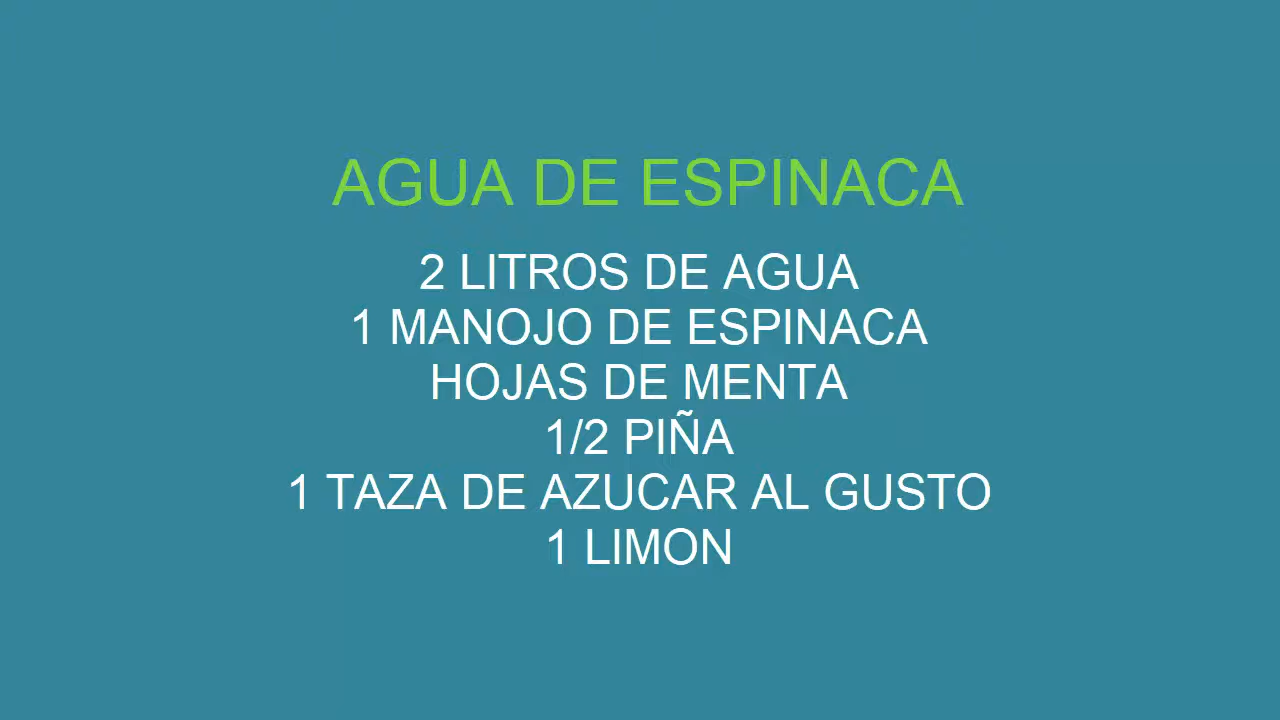 AGUA DE ESPINACA
2 LITROS DE AGUA
1 MANOJO DE ESPINACA
HOJAS DE MENTA
1/2 PIÑA
1 TAZA DE AZUCAR AL GUSTO
1 LIMON